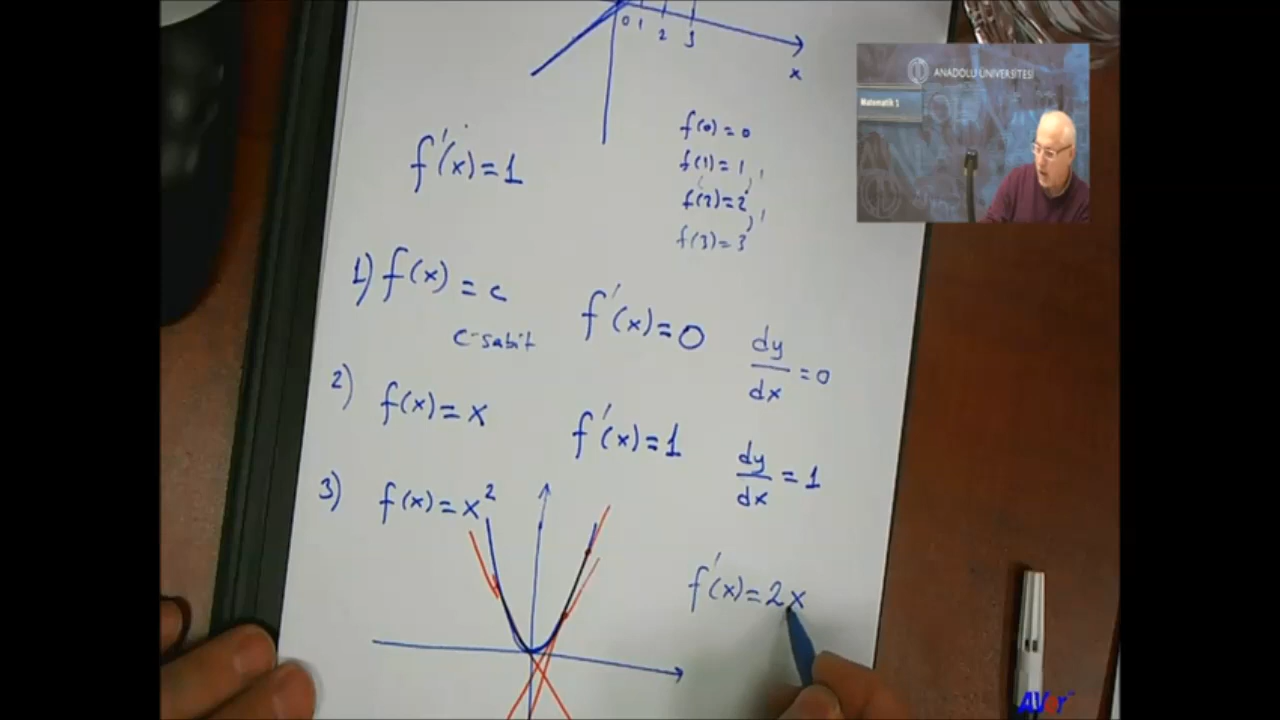 0 1 2 3
x
ANADOLU ÜNİVERSİTESİ
Matematik 1
f(0)=0
f'(x)=1
f(1)=1
f(2)=2
f(3)=3
1) f(x)=c
f'(x)=0
c-sabit
dy/dx=0
2) f(x)=x
f'(x)=1
dy/dx=1
3) f(x)=x²
f'(x)=2x
AVer